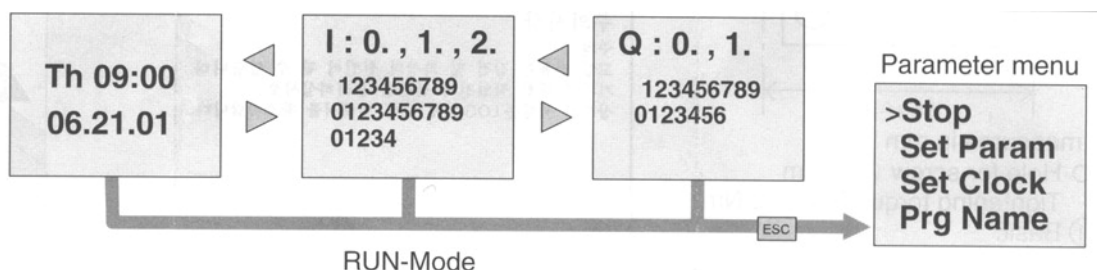 Th 09:00
06.21.01
I : 0. , 1. , 2.
123456789
0123456789
01234
Q : 0. , 1.
123456789
0123456
Parameter menu
>Stop
Set Param
Set Clock
Prg Name
ESC
RUN-Mode